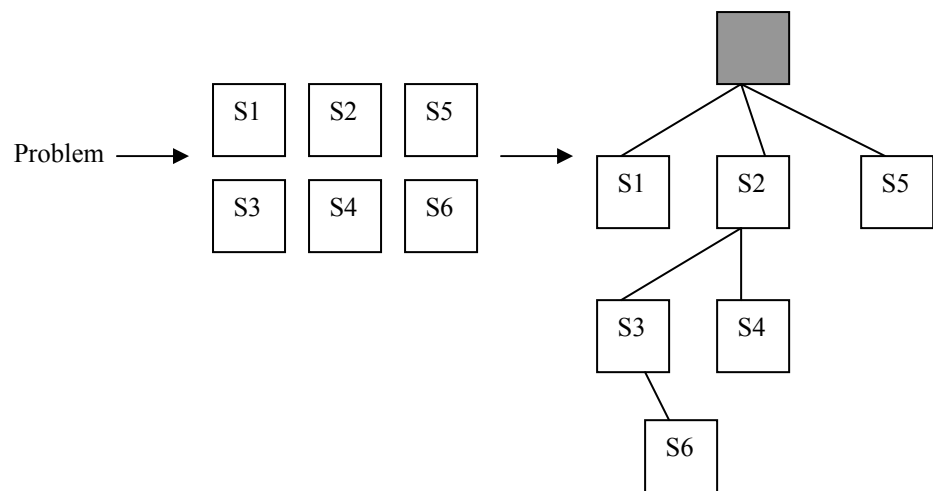 Problem
S1 S2 S5
S3 S4 S6
S1 S2 S5
S3 S4
S6